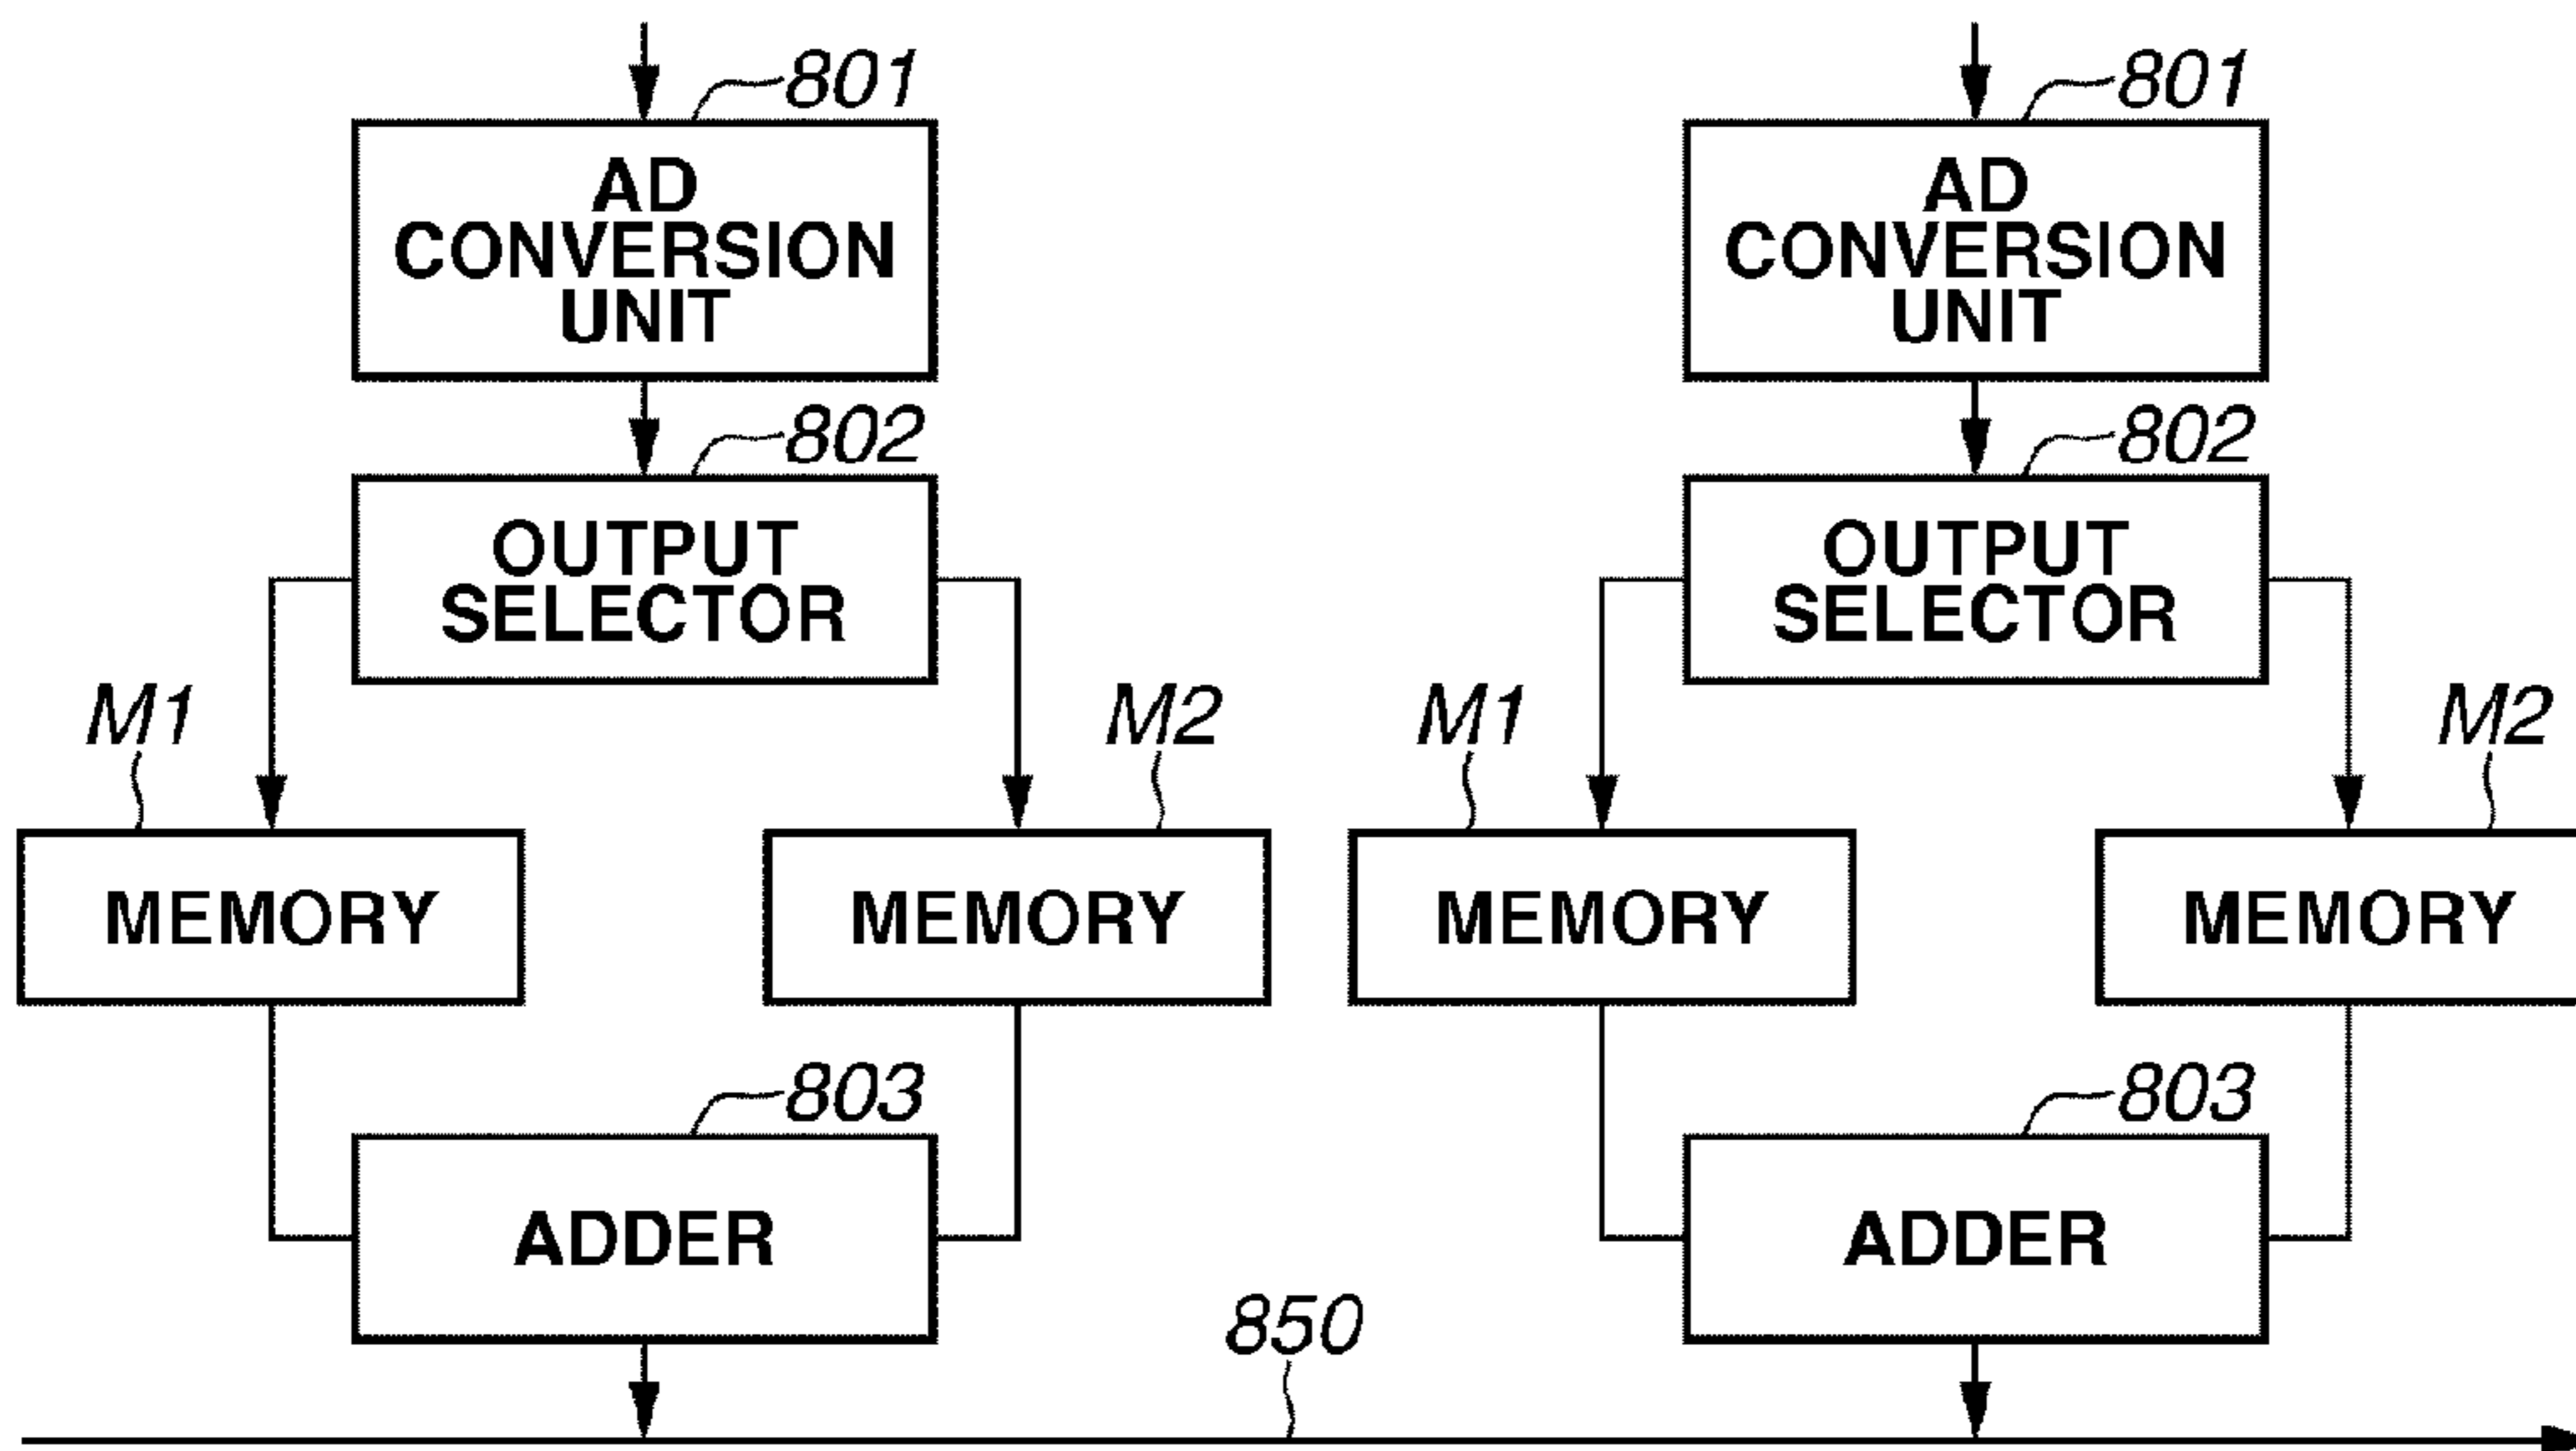 801
801
AD
CONVERSION
UNIT
AD
CONVERSION
UNIT
802
802
OUTPUT
SELECTOR
OUTPUT
SELECTOR
M1
M2
M1
M2
MEMORY
MEMORY
MEMORY
MEMORY
803
803
ADDER
ADDER
850